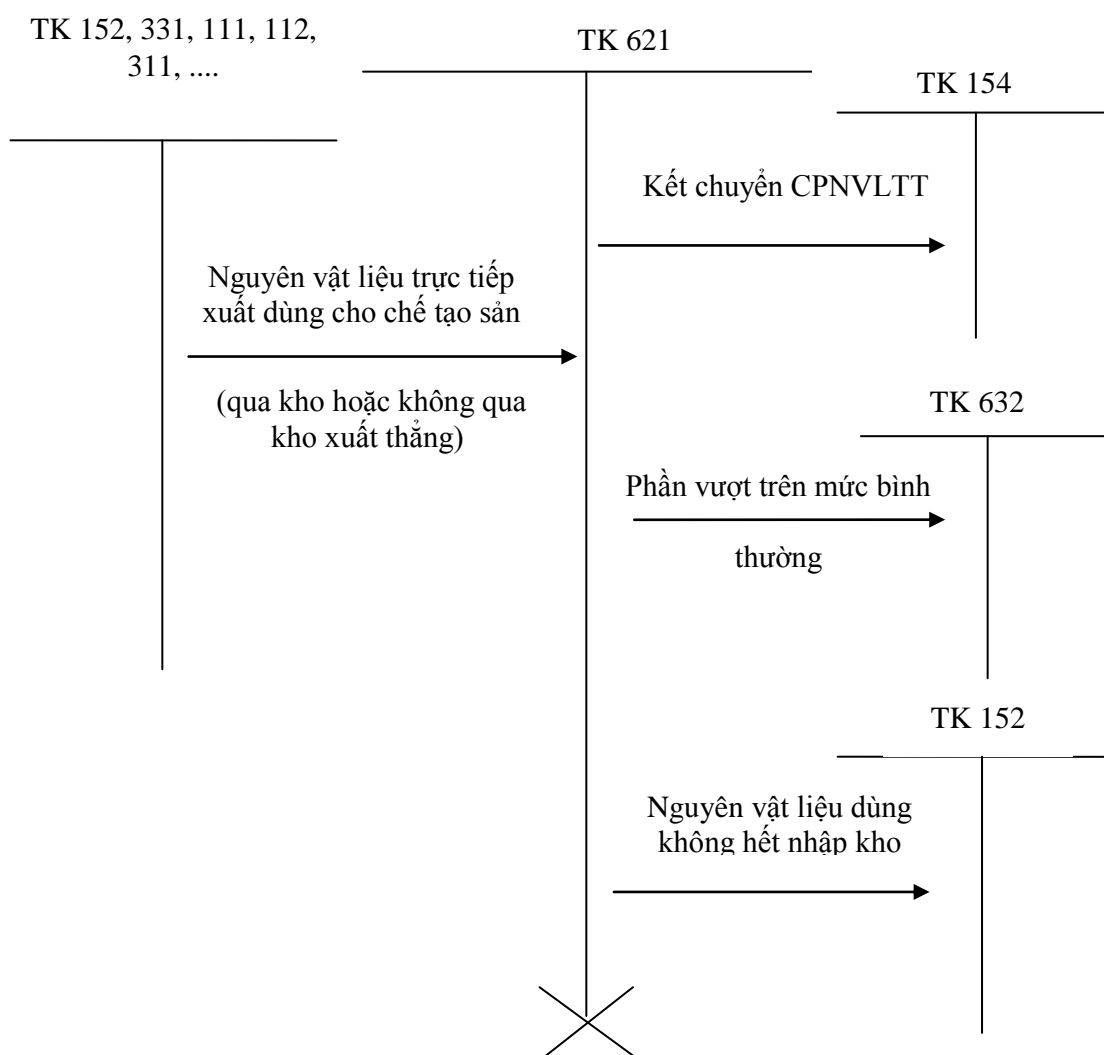 TK 152, 331, 111, 112,
311, ....
TK 621
TK 154
Kết chuyển CPNVLTT
Nguyên vật liệu trực tiếp
xuất dùng cho chế tạo sản
(qua kho hoặc không qua
kho xuất thẳng)
TK 632
Phần vượt trên mức bình
thường
TK 152
Nguyên vật liệu dùng
không hết nhập kho